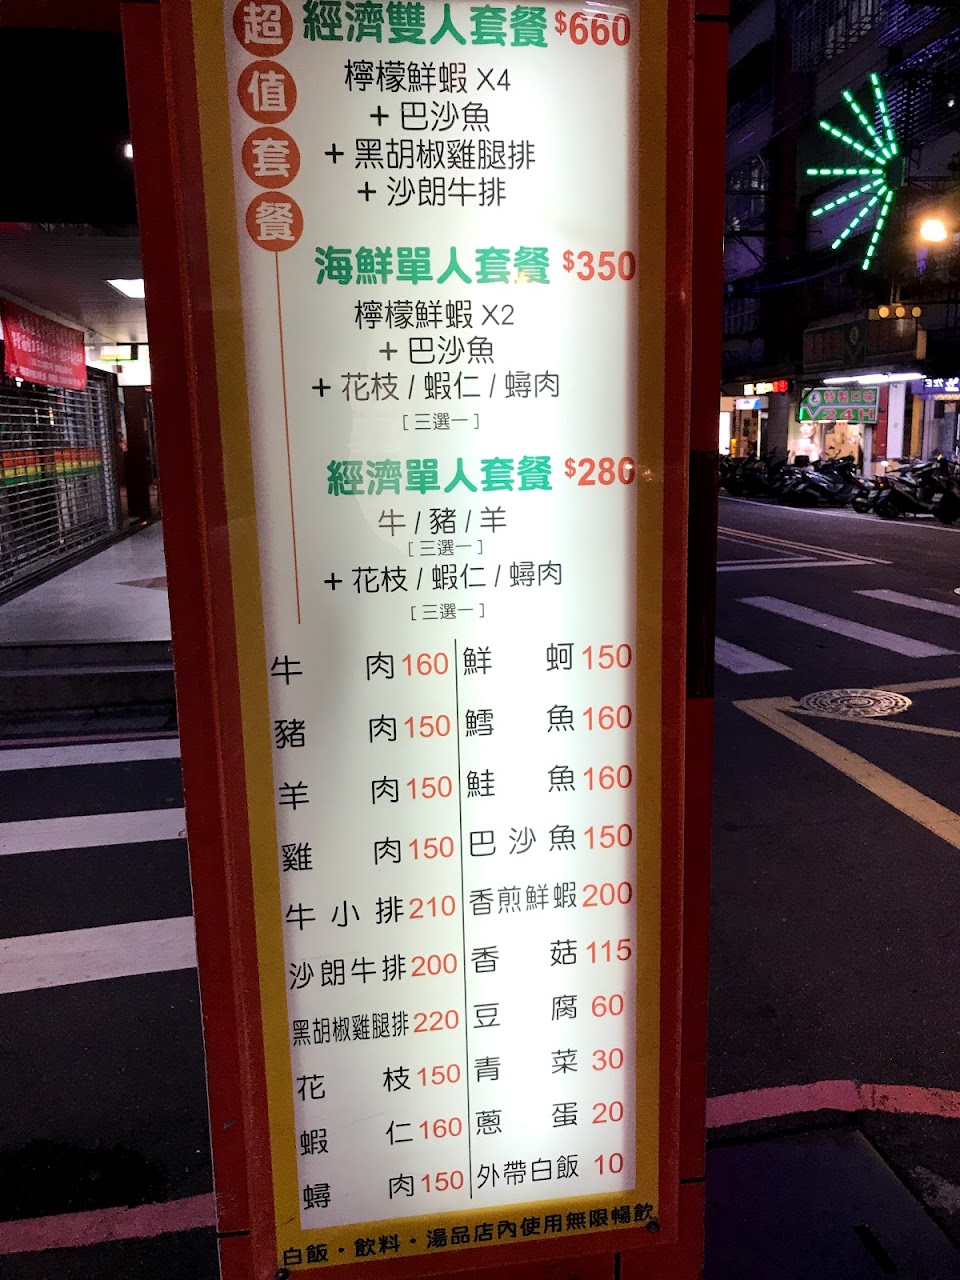 超值套餐
經濟雙人套餐 $660
檸檬鮮蝦 X4
+ 巴沙魚
+ 黑胡椒雞腿排
+ 沙朗牛排
海鮮單人套餐 $350
檸檬鮮蝦 X2
+ 巴沙魚
+ 花枝 / 蝦仁 / 蟳肉
[ 三選一 ]
經濟單人套餐 $280
牛 / 豬 / 羊
[ 三選一 ]
+ 花枝 / 蝦仁 / 蟳肉
[ 三選一 ]
牛肉 160
豬肉 150
羊肉 150
雞肉 150
牛小排 210
沙朗牛排 200
黑胡椒雞腿排 220
花枝 150
蝦仁 160
蟳肉 150
鮮蚵 150
鱈魚 160
鮭魚 160
巴沙魚 150
香煎鮮蝦 200
香菇 115
豆腐 60
青菜 30
蔥蛋 20
外帶白飯 10
白飯・飲料・湯品店內使用無限暢飲
24H